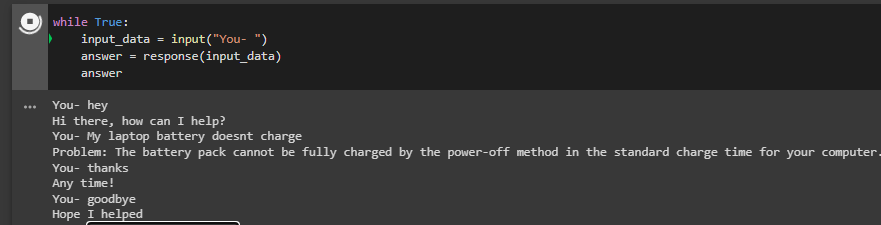 while True:
    input_data = input("You- ")
    answer = response(input_data)
    answer
... You- hey
Hi there, how can I help?
You- My laptop battery doesnt charge
Problem: The battery pack cannot be fully charged by the power-off method in the standard charge time for your computer.
You- thanks
Any time!
You- goodbye
Hope I helped